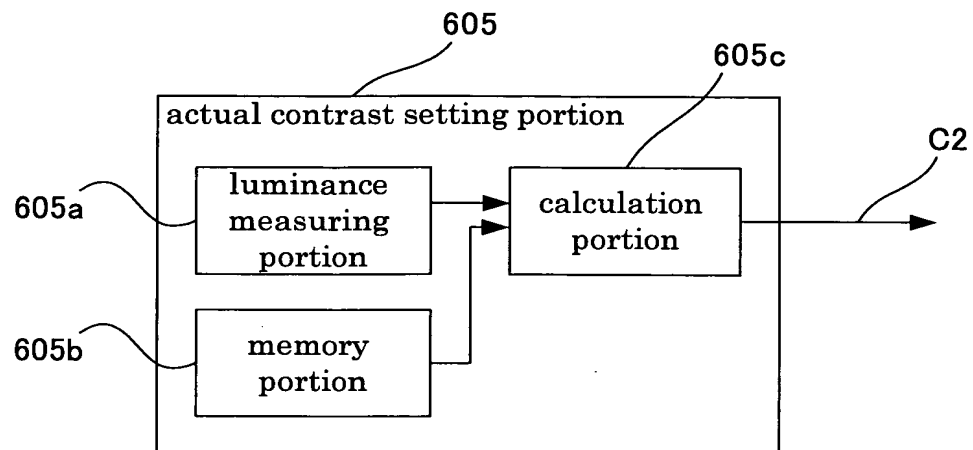 605
605c
actual contrast setting portion
C2
605a
luminance
measuring
portion
calculation
portion
605b
memory
portion